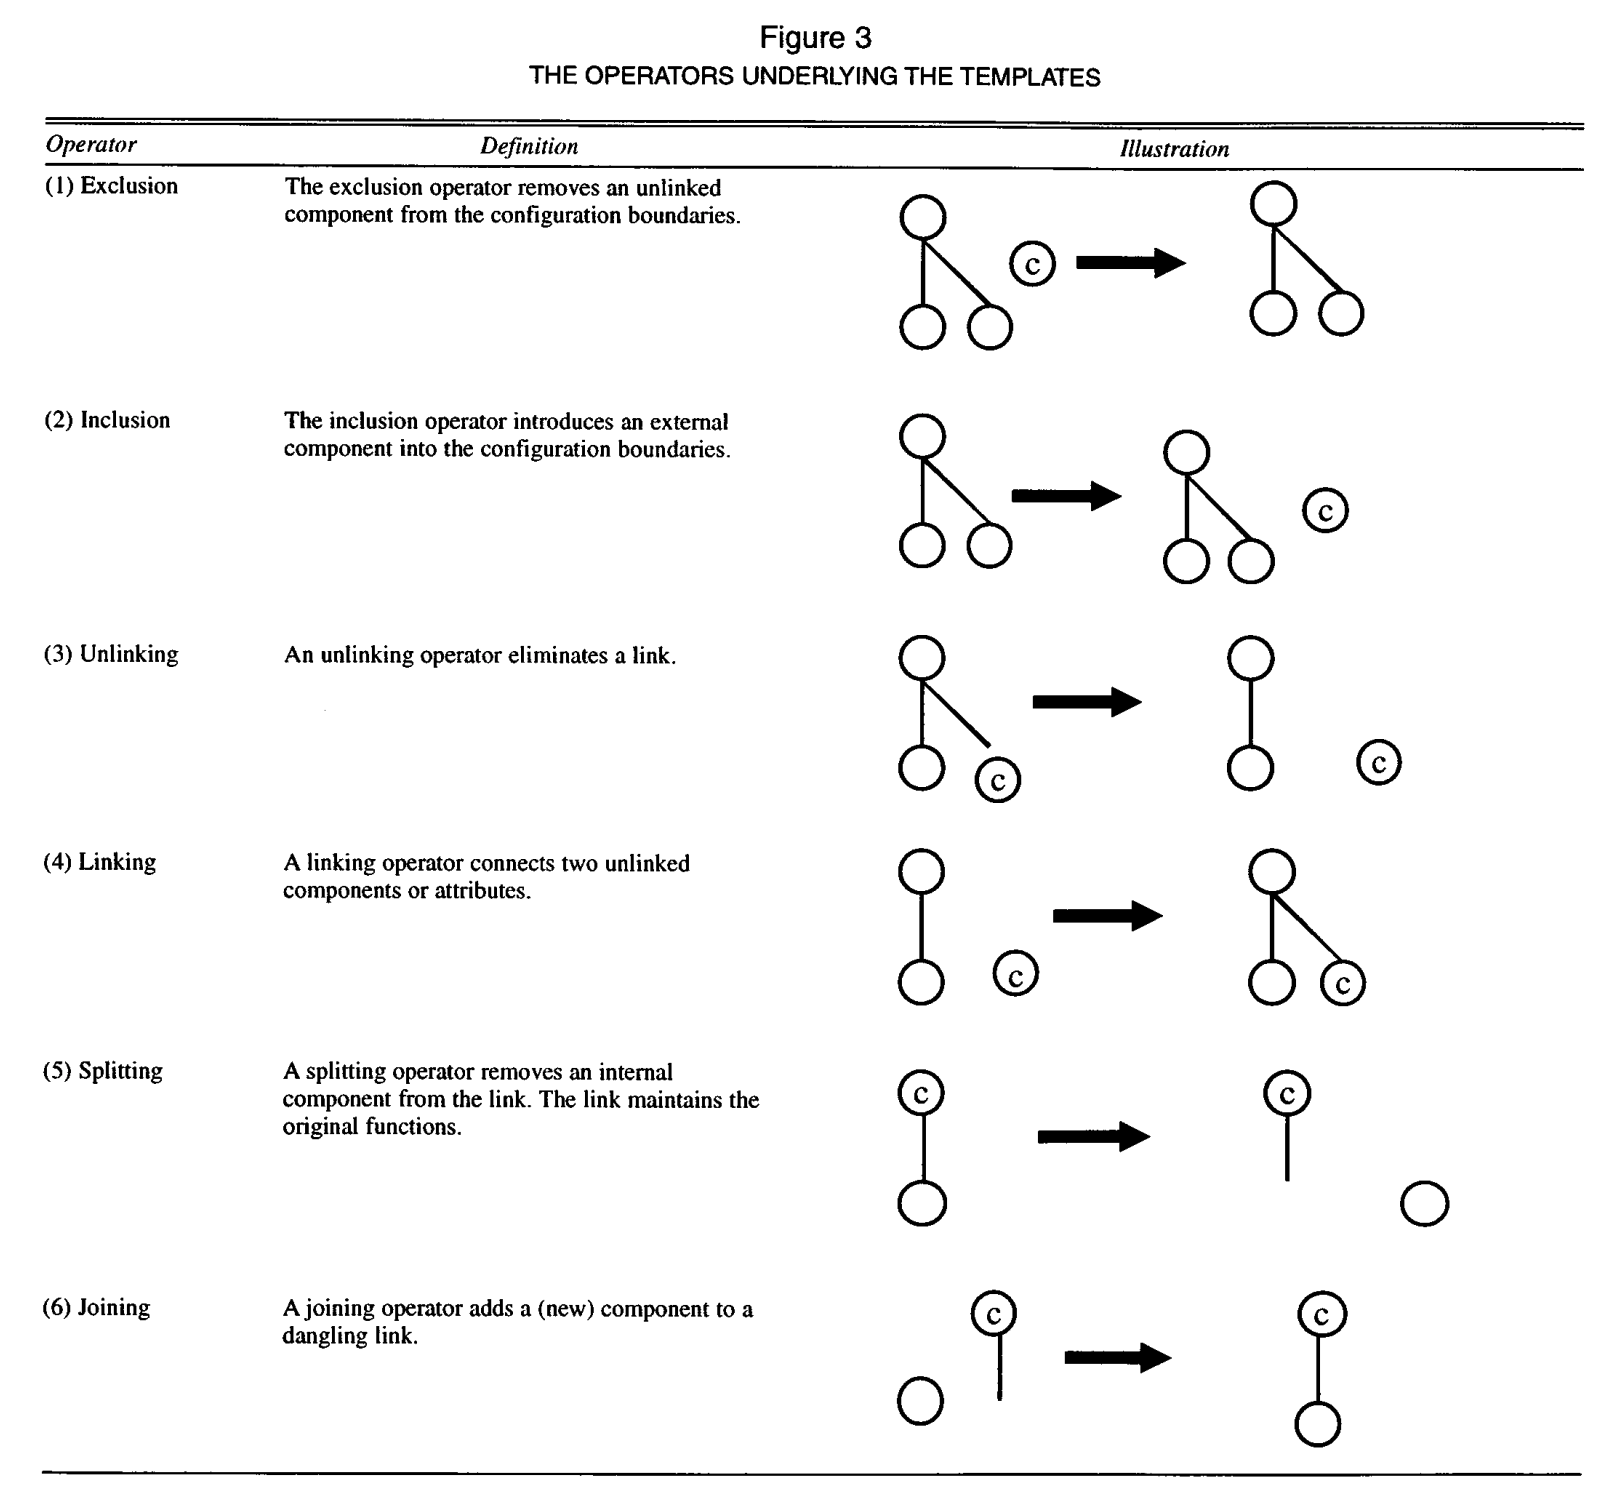 Figure 3
THE OPERATORS UNDERLYING THE TEMPLATES
Operator Definition Illustration
(1) Exclusion The exclusion operator removes an unlinked
component from the configuration boundaries.
c
(2) Inclusion The inclusion operator introduces an external
component into the configuration boundaries.
c
(3) Unlinking An unlinking operator eliminates a link.
c c
(4) Linking A linking operator connects two unlinked
components or attributes.
c c
(5) Splitting A splitting operator removes an internal
component from the link. The link maintains the
original functions.
c c
(6) Joining A joining operator adds a (new) component to a
dangling link.
c c